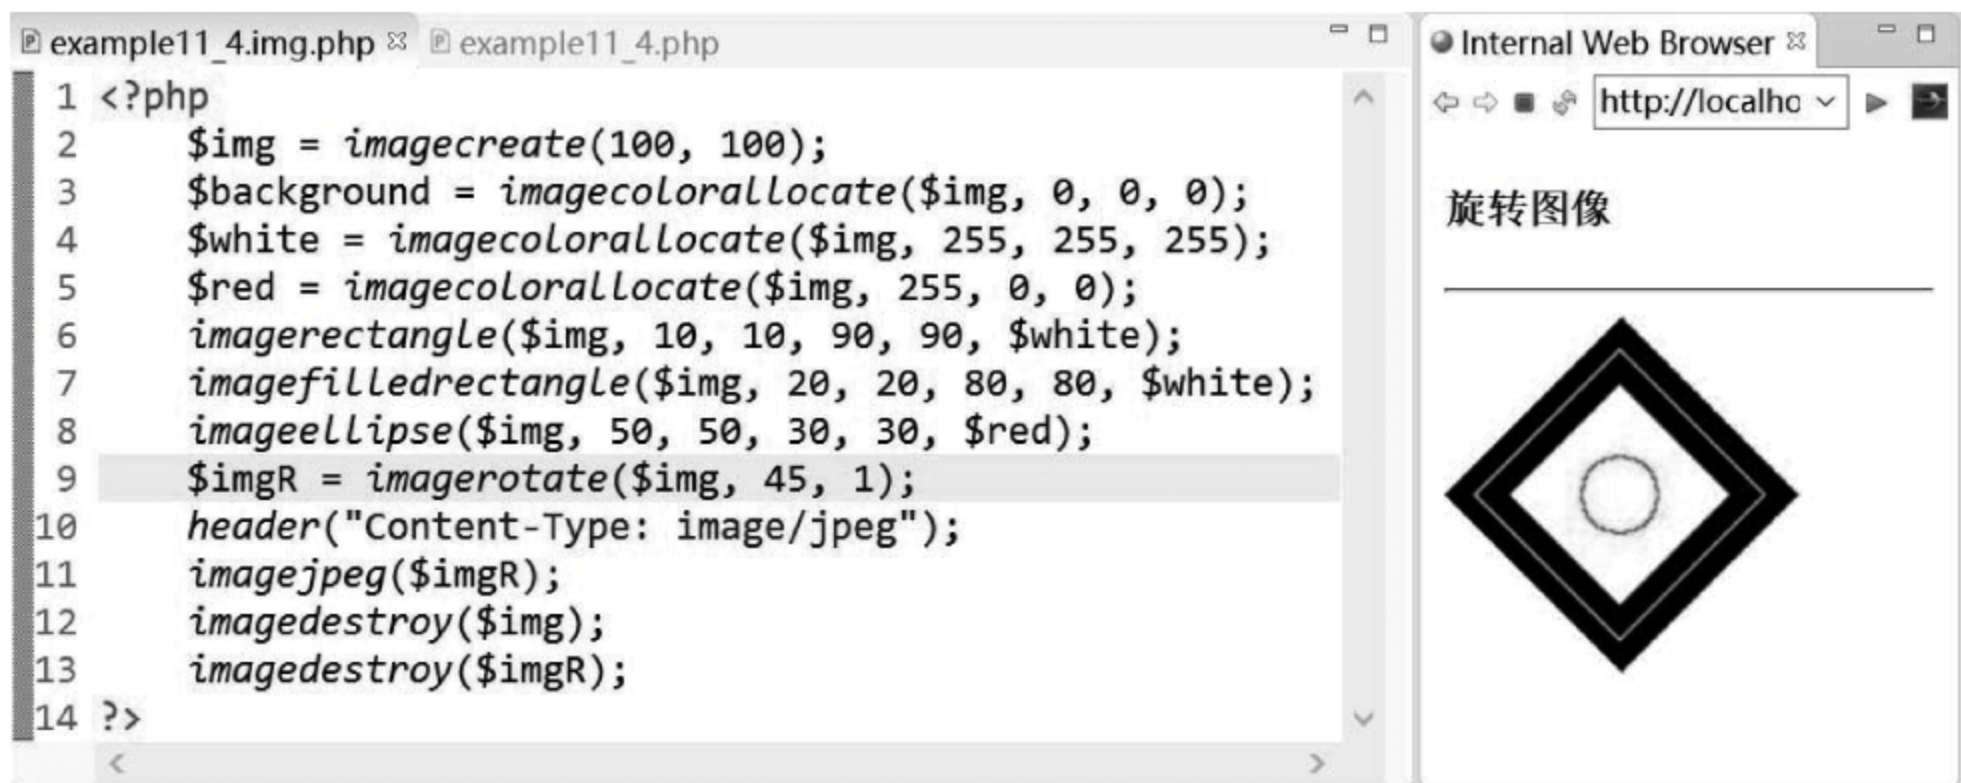 example11_4.img.php
example11_4.php
1 <?php
2 $img = imagecreate(100, 100);
3 $background = imagecolorallocate($img, 0, 0, 0);
4 $white = imagecolorallocate($img, 255, 255, 255);
5 $red = imagecolorallocate($img, 255, 0, 0);
6 imagerectangle($img, 10, 10, 90, 90, $white);
7 imagefilledrectangle($img, 20, 20, 80, 80, $white);
8 imageellipse($img, 50, 50, 30, 30, $red);
9 $imgR = imagerotate($img, 45, 1);
10 header("Content-Type: image/jpeg");
11 imagejpeg($imgR);
12 imagedestroy($img);
13 imagedestroy($imgR);
14 ?>
Internal Web Browser
http://localho
旋转图像